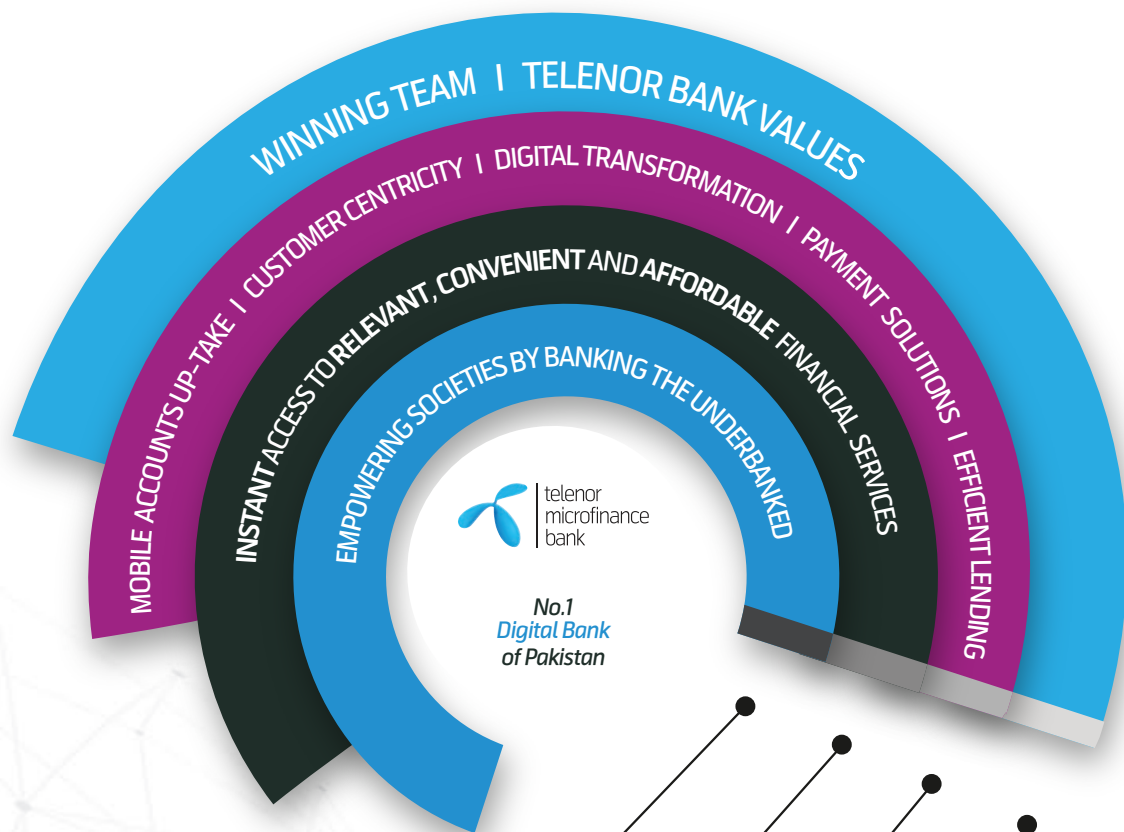 WINNING TEAM I TELENOR BANK VALUES
MOBILE ACCOUNTS UP-TAKE I CUSTOMER CENTRICITY I DIGITAL TRANSFORMATION I PAYMENT SOLUTIONS I EFFICIENT LENDING
INSTANT ACCESS TO RELEVANT, CONVENIENT AND AFFORDABLE FINANCIAL SERVICES
EMPOWERING SOCIETIES BY BANKING THE UNDERBANKED
telenor
microfinance
bank
No.1
Digital Bank
of Pakistan